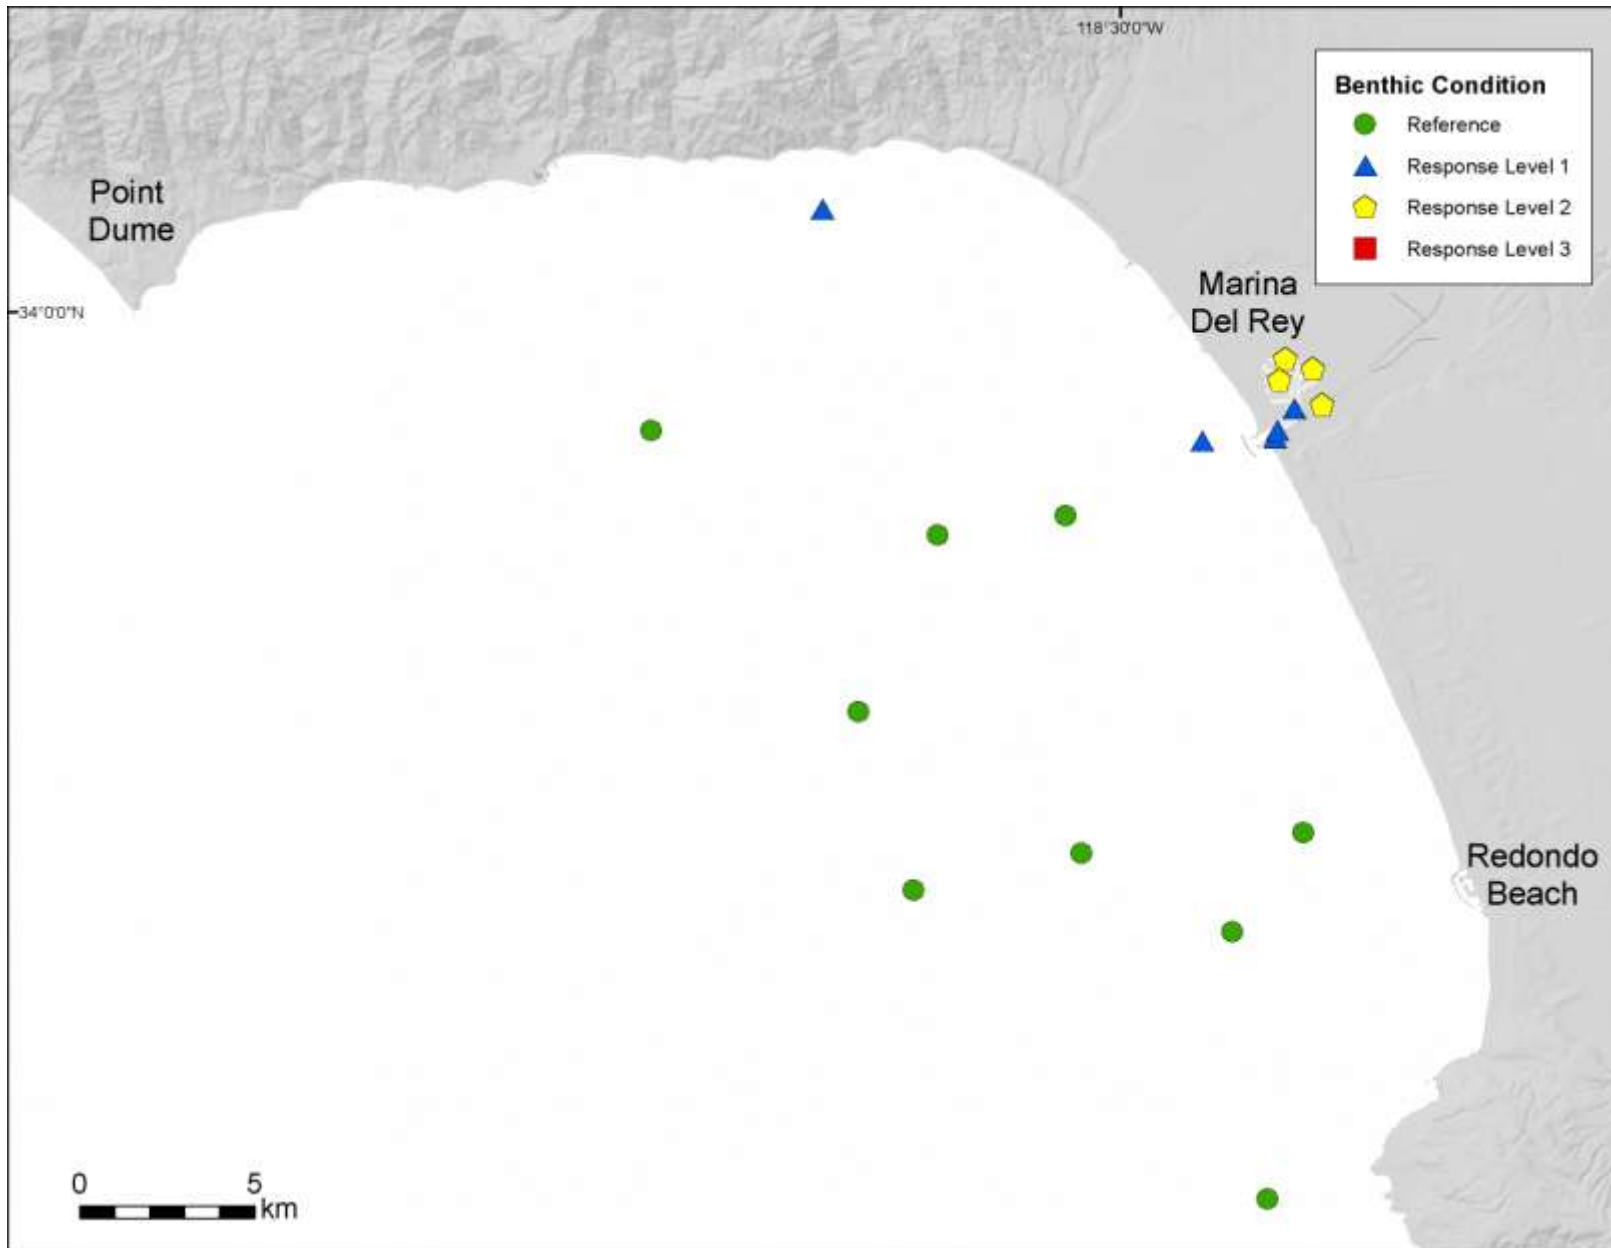 118°30'0"W
Benthic Condition
Reference
Response Level 1
Response Level 2
Response Level 3
Point
Dume
Marina
Del Rey
34°0'0"N
Redondo
Beach
0 5
km